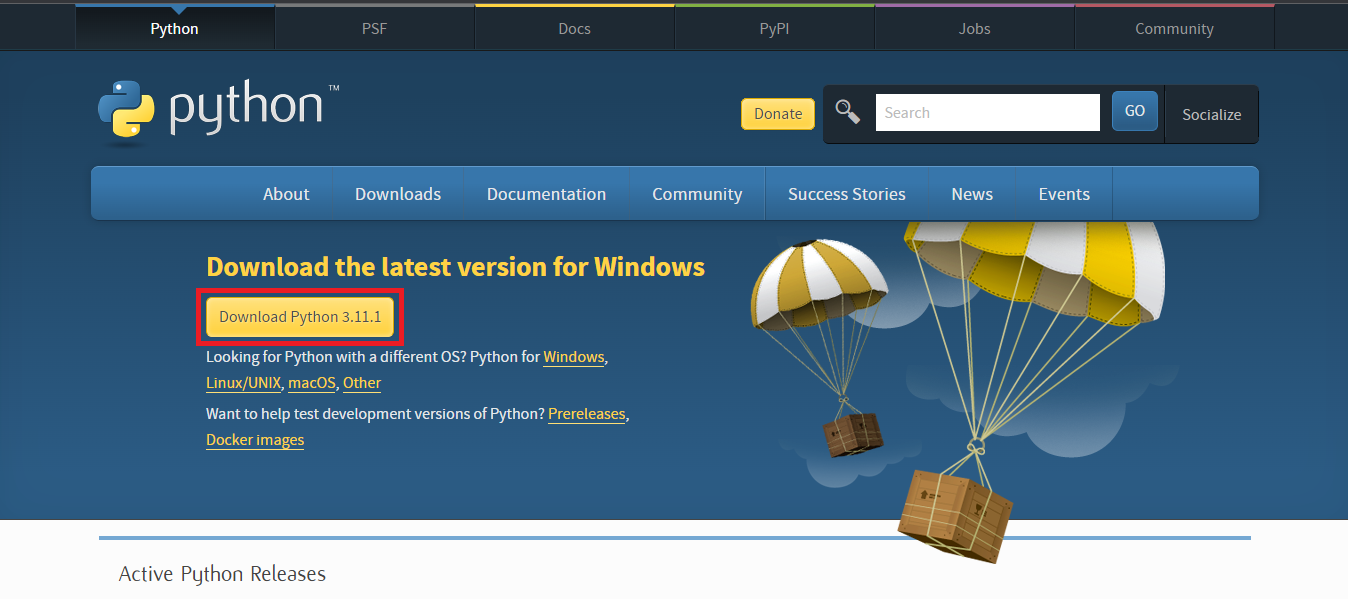 Python PSF Docs PyPI Jobs Community
python™
Donate Search GO Socialize
About Downloads Documentation Community Success Stories News Events
Download the latest version for Windows
Download Python 3.11.1
Looking for Python with a different OS? Python for Windows,
Linux/UNIX, macOS, Other
Want to help test development versions of Python? Prereleases,
Docker images
Active Python Releases